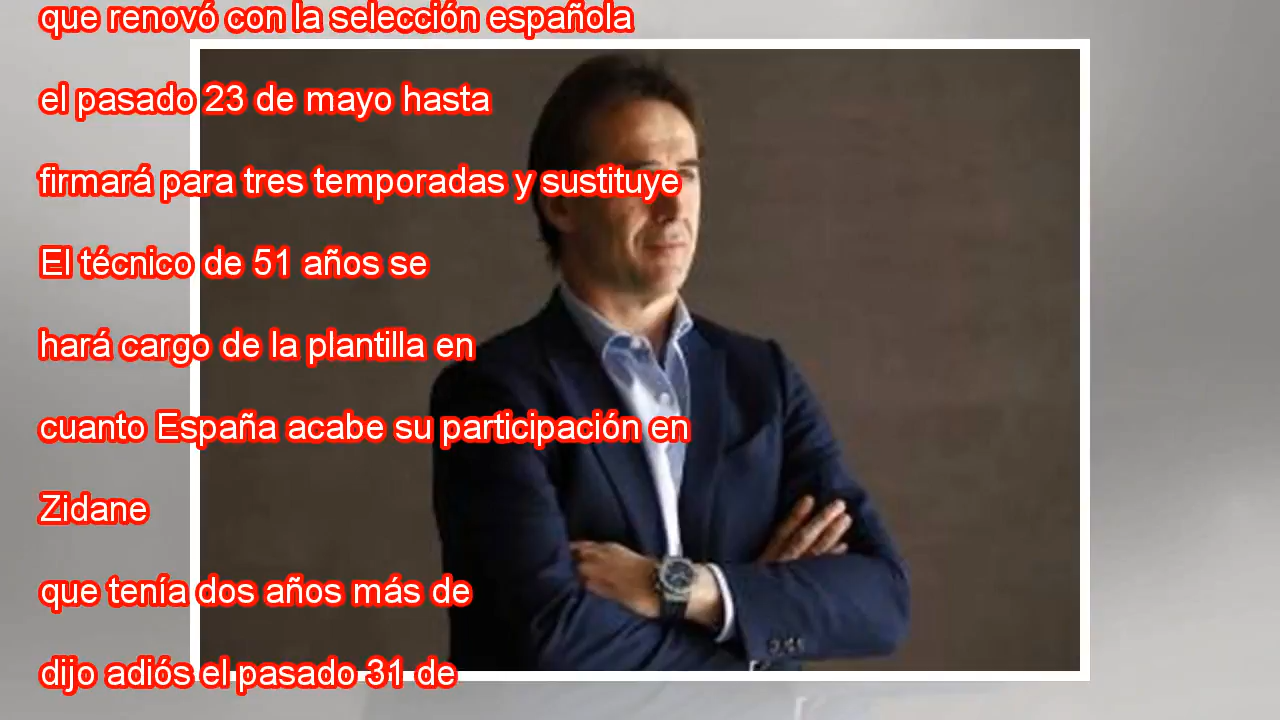 que renovó con la selección española
el pasado 23 de mayo hasta
firmará para tres temporadas y sustituye
El técnico de 51 años se
hará cargo de la plantilla en
cuanto España acabe su participación en
Zidane
que tenía dos años más de
dijo adiós el pasado 31 de